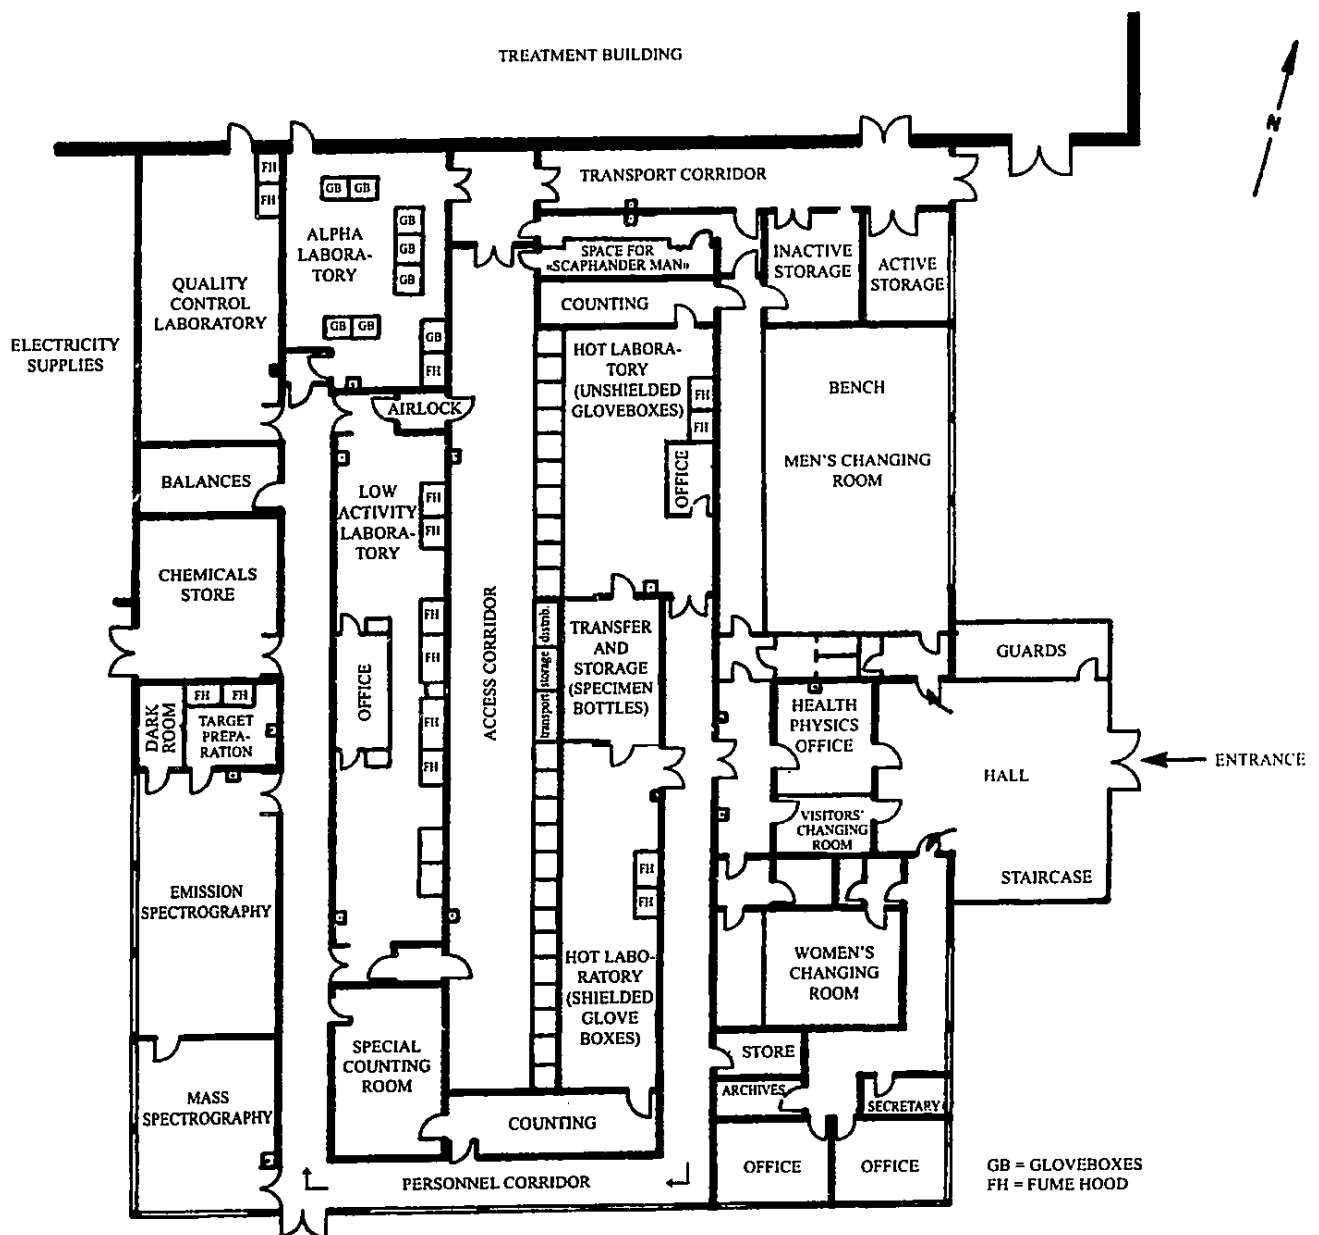 TREATMENT BUILDING
N
TRANSPORT CORRIDOR
FH
FH
GB GB
ALPHA
LABORA-
TORY
GB
GB
GB
GB GB
GB
FH
QUALITY
CONTROL
LABORATORY
ELECTRICITY
SUPPLIES
SPACE FOR
«SCAPHANDER MAN»
COUNTING
INACTIVE
STORAGE
ACTIVE
STORAGE
HOT LABORA-
TORY
(UNSHIELDED
GLOVEBOXES)
FH
FH
OFFICE
BENCH
MEN'S CHANGING
ROOM
AIRLOCK
BALANCES
LOW
ACTIVITY
LABORA-
TORY
FH
FH
CHEMICALS
STORE
FH
FH
FH
FH
OFFICE
ACCESS CORRIDOR
distrib.
storage
transport
TRANSFER
AND
STORAGE
(SPECIMEN
BOTTLES)
GUARDS
HEALTH
PHYSICS
OFFICE
HALL
ENTRANCE
VISITORS'
CHANGING
ROOM
STAIRCASE
DARK
ROOM
FH FH
TARGET
PREPA-
RATION
EMISSION
SPECTROGRAPHY
FH
FH
HOT LABO-
RATORY
(SHIELDED
GLOVE
BOXES)
WOMEN'S
CHANGING
ROOM
SPECIAL
COUNTING
ROOM
STORE
ARCHIVES
SECRETARY
MASS
SPECTROGRAPHY
COUNTING
OFFICE
OFFICE
PERSONNEL CORRIDOR
GB = GLOVEBOXES
FH = FUME HOOD